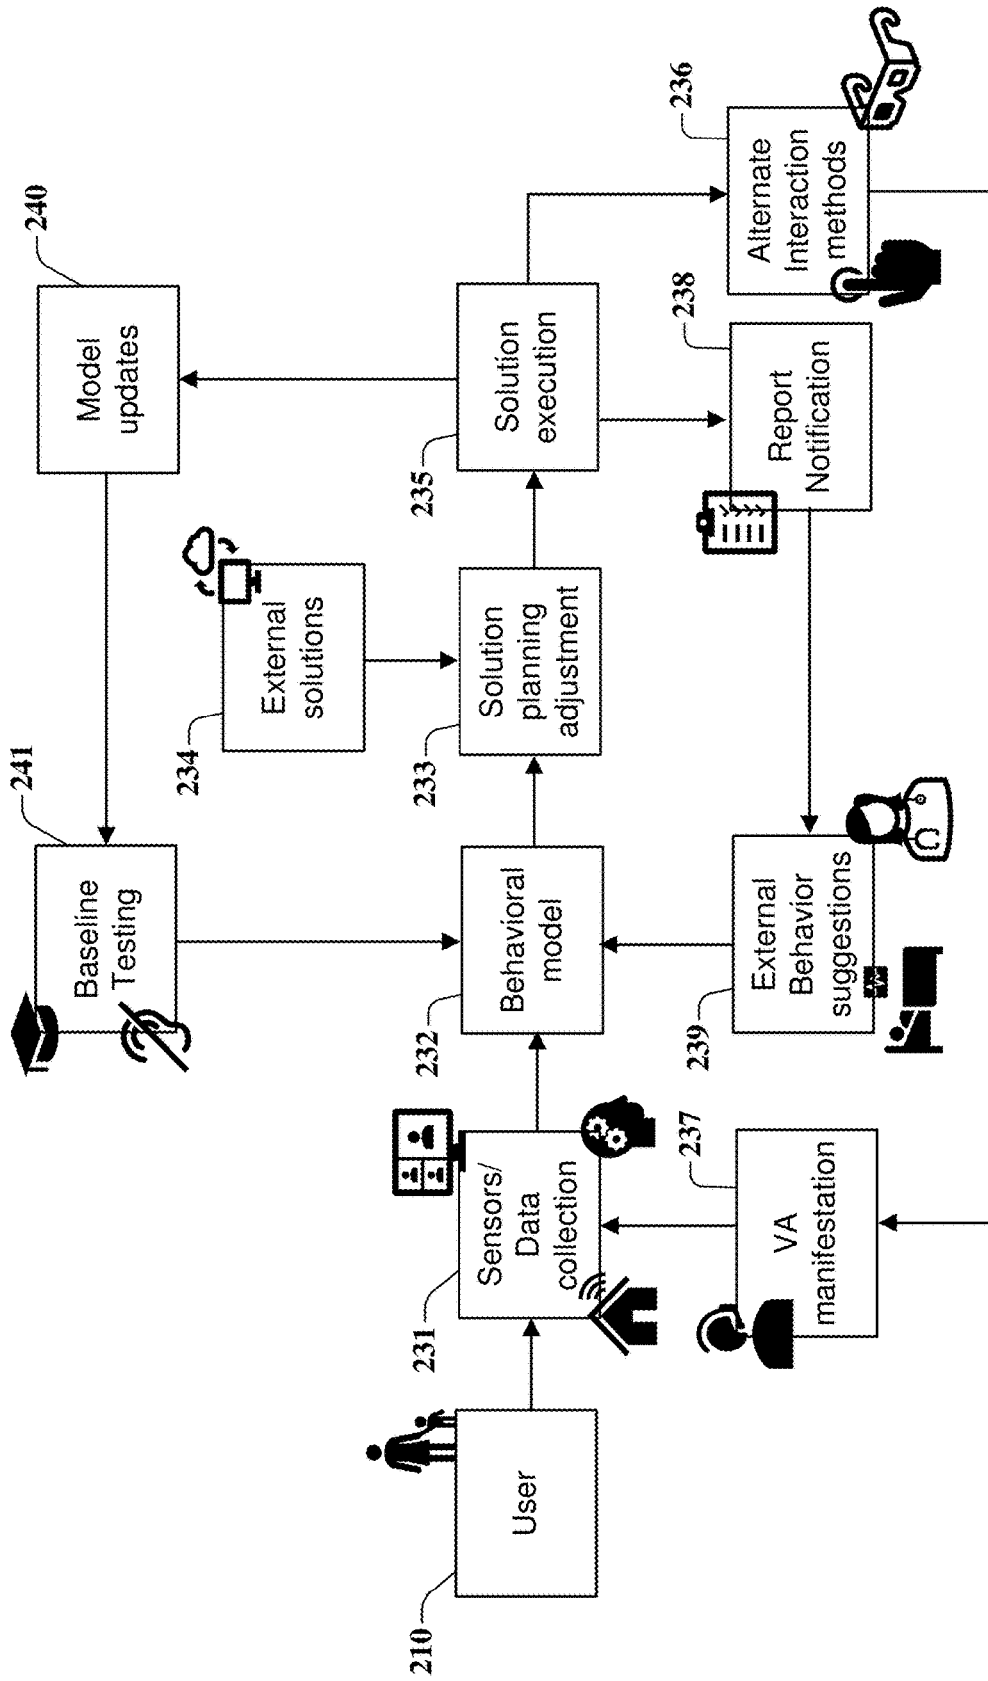 240
Model
updates
241
Baseline
Testing
234
External
solutions
210
User
231
Sensors/
Data
collection
232
Behavioral
model
233
Solution
planning
adjustment
235
Solution
execution
237
VA
manifestation
239
External
Behavior
suggestions
238
Report
Notification
236
Alternate
Interaction
methods